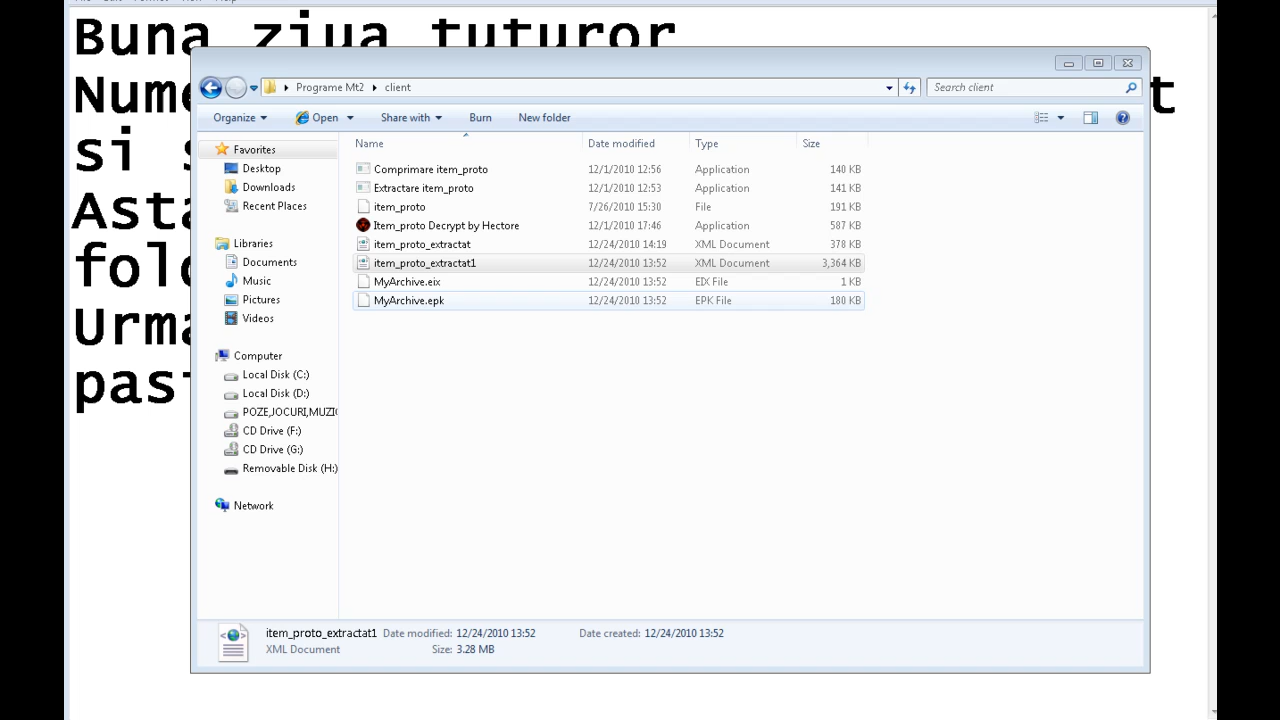 Buna ziua tuturor
Nume
t
si
Asta
folo
Urma
Programe Mt2 client
Search client
Organize Open Share with Burn New folder
Name Date modified Type Size
Favorites
Desktop
Downloads
Recent Places
Libraries
Documents
Music
Pictures
Videos
Computer
Local Disk (C:)
Local Disk (D:)
POZE,JOCURI,MUZI
CD Drive (F:)
CD Drive (G:)
Removable Disk (H:)
Network
Comprimare item_proto 12/1/2010 12:56 Application 140 KB
Extractare item_proto 12/1/2010 12:53 Application 141 KB
item_proto 7/26/2010 15:30 File 191 KB
Item_proto Decrypt by Hectore 12/1/2010 17:46 Application 587 KB
item_proto_extractat 12/24/2010 14:19 XML Document 378 KB
item_proto_extractat1 12/24/2010 13:52 XML Document 3,364 KB
MyArchive.eix 12/24/2010 13:52 EIX File 1 KB
MyArchive.epk 12/24/2010 13:52 EPK File 180 KB
item_proto_extractat1 Date modified: 12/24/2010 13:52 Date created: 12/24/2010 13:52
XML Document Size: 3.28 MB